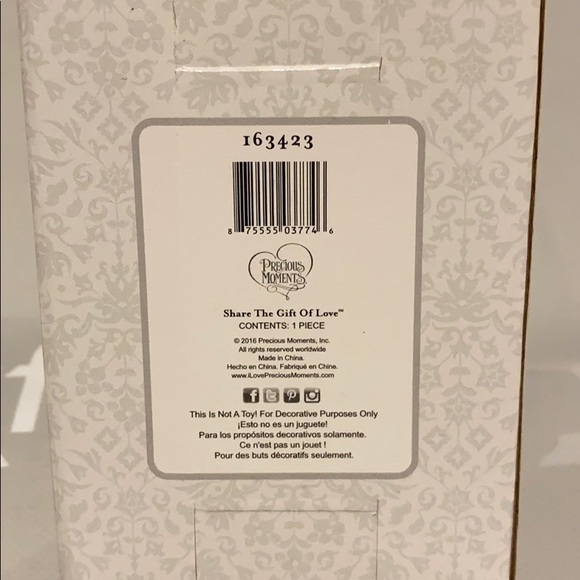 163423
8 75555 03774 6
PRECIOUS
MOMENTS
Share The Gift Of Love™
CONTENTS: 1 PIECE
© 2016 Precious Moments, Inc.
All rights reserved worldwide
Made in China.
Hecho en China. Fabriqué en Chine.
www.iLovePreciousMoments.com
This Is Not A Toy! For Decorative Purposes Only
¡Esto no es un juguete!
Para los propósitos decorativos solamente.
Ce n'est pas un jouet !
Pour des buts décoratifs seulement.